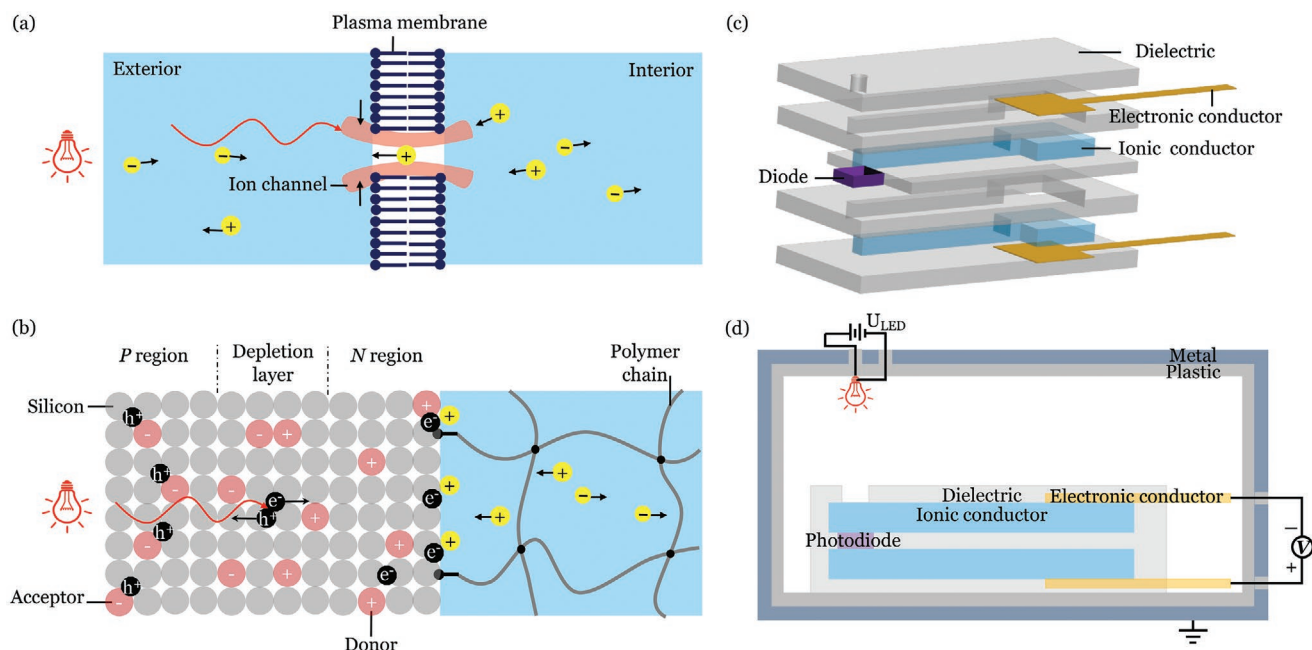 (a)
Plasma membrane
Exterior
Interior
+
+
-
-
-
+
+
-
Ion channel
(b)
P region
Depletion
layer
N region
Polymer
chain
Silicon
h⁺
-
-
+
+
e⁻
+
+
h⁺
-
-
e⁻
+
+
-
e⁻
h⁺
+
+
-
h⁺
-
+
e⁻
+
h⁺
-
+
e⁻
Acceptor
-
+
Donor
(c)
Dielectric
Electronic conductor
Ionic conductor
Diode
(d)
U_LED
Metal
Plastic
Dielectric
Electronic conductor
Ionic conductor
Photodiode
−
V
+